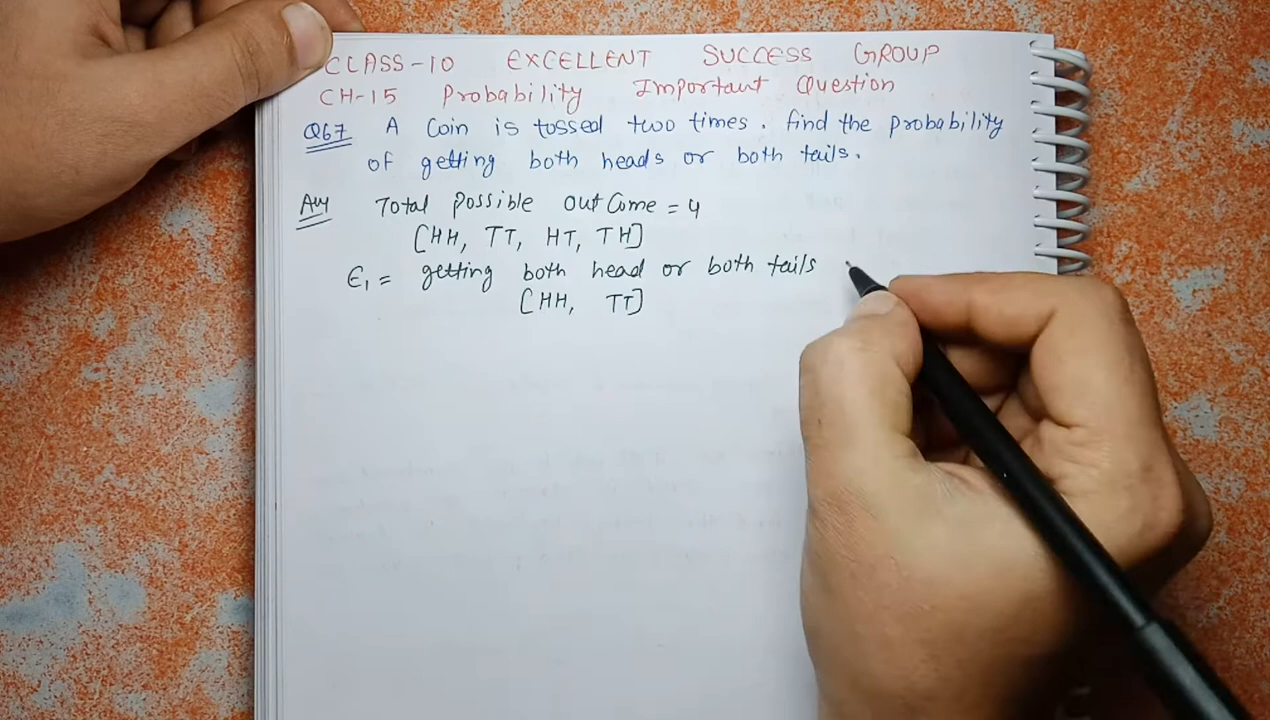 CLASS-10 EXCELLENT SUCCESS GROUP
CH-15 Probability Important Question
Q67 A Coin is tossed two times. find the probability
of getting both heads or both tails.
Ans Total possible outcome = 4
[HH, TT, HT, TH]
E₁ = getting both head or both tails
[HH, TT]